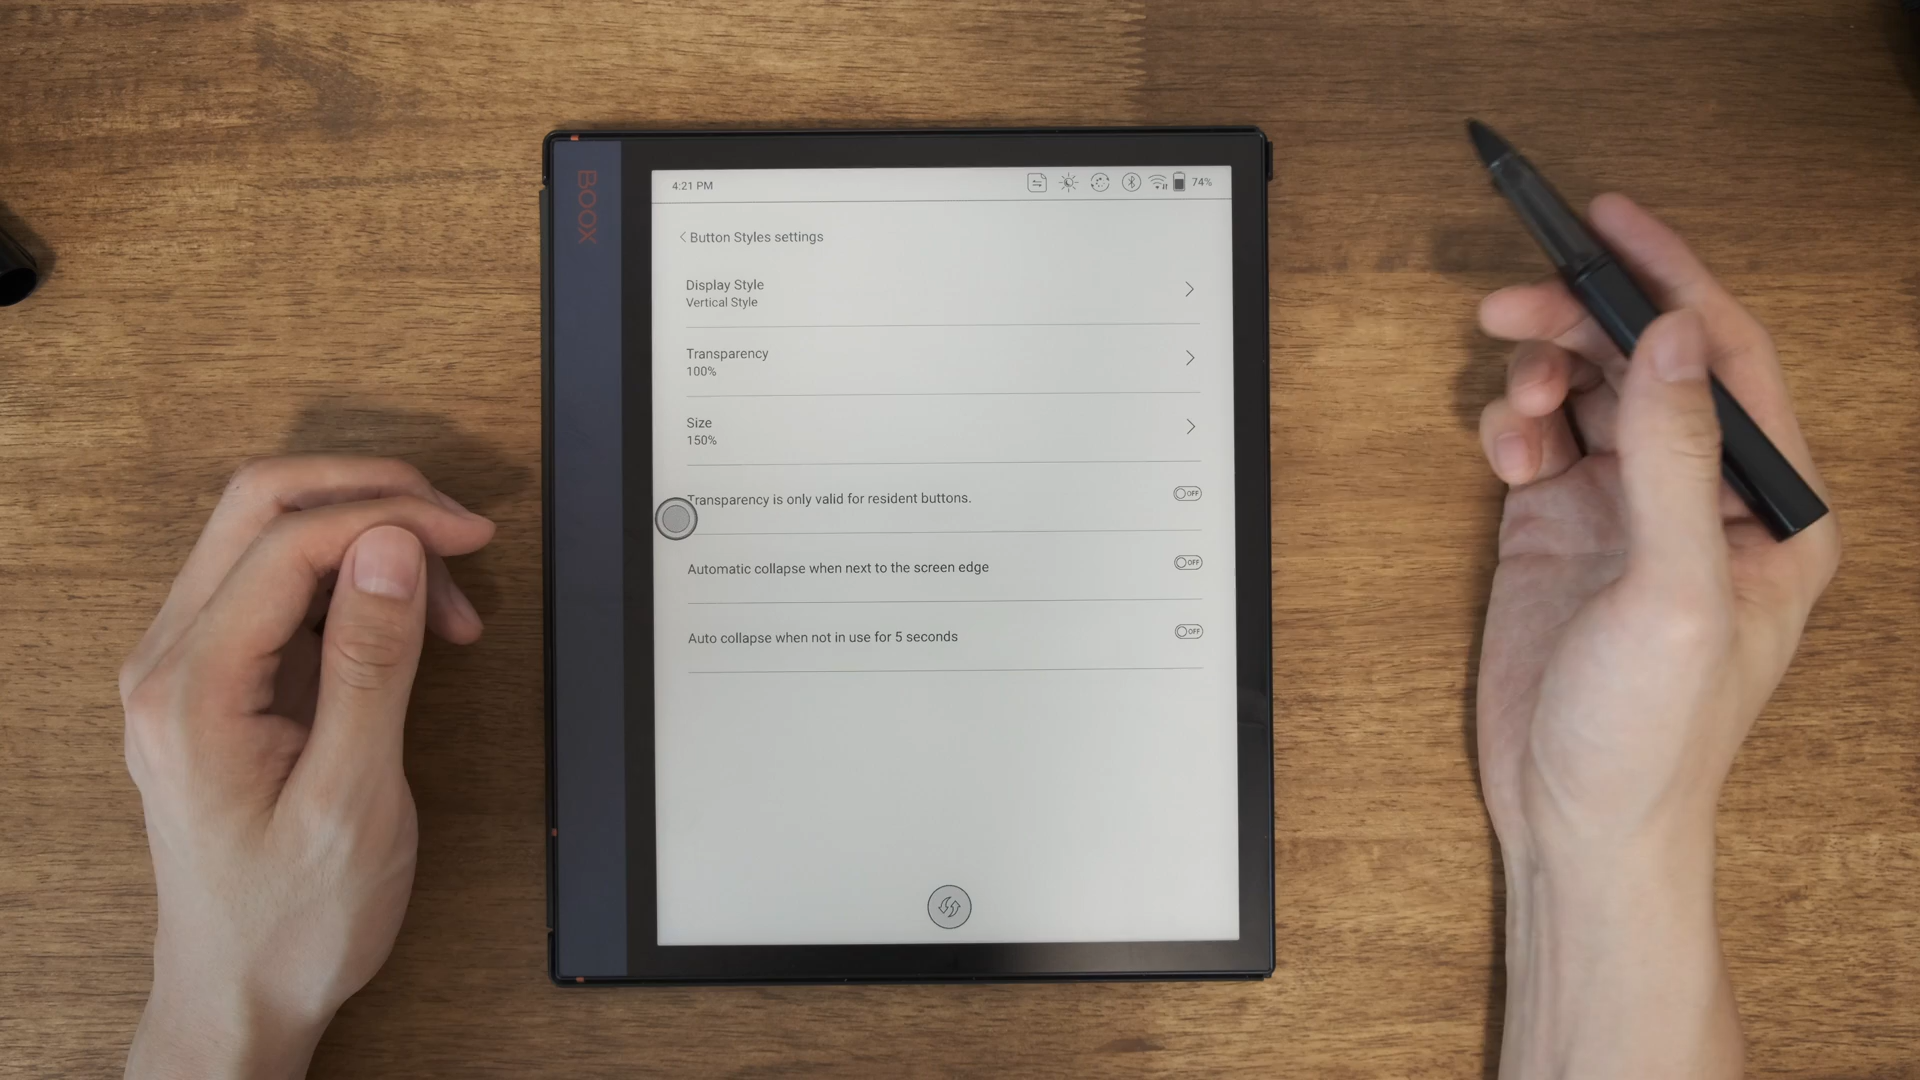 BOOX
4:21 PM
74%
Button Styles settings
Display Style
Vertical Style
Transparency
100%
Size
150%
Transparency is only valid for resident buttons.
OFF
Automatic collapse when next to the screen edge
OFF
Auto collapse when not in use for 5 seconds
OFF